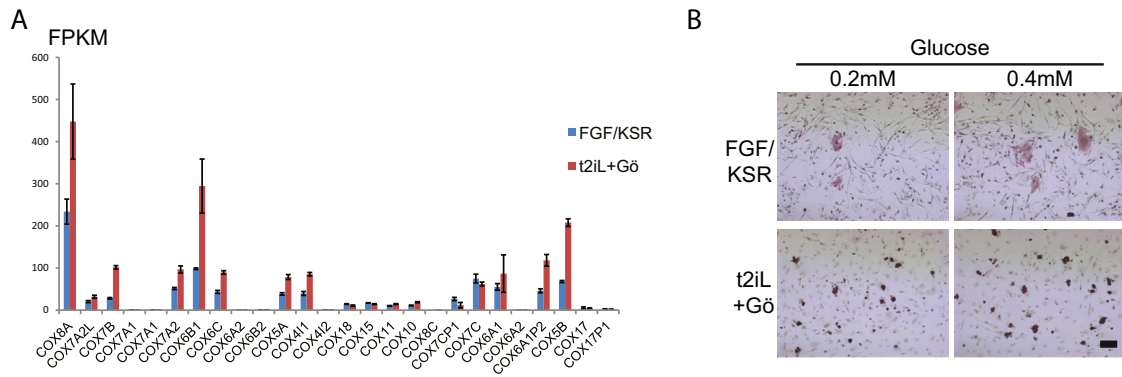 A
FPKM
600
500
400
300
200
100
0
FGF/KSR
t2iL+Gö
COX8A
COX7A2L
COX7B
COX7A1
COX7A1
COX7A2
COX6B1
COX6C
COX6A2
COX6B2
COX5A
COX4I1
COX4I2
COX18
COX15
COX11
COX10
COX8C
COX7CP1
COX7C
COX6A1
COX6A2
COX6A1P2
COX5B
COX17
COX17P1
B
Glucose
0.2mM 0.4mM
FGF/
KSR
t2iL
+Gö